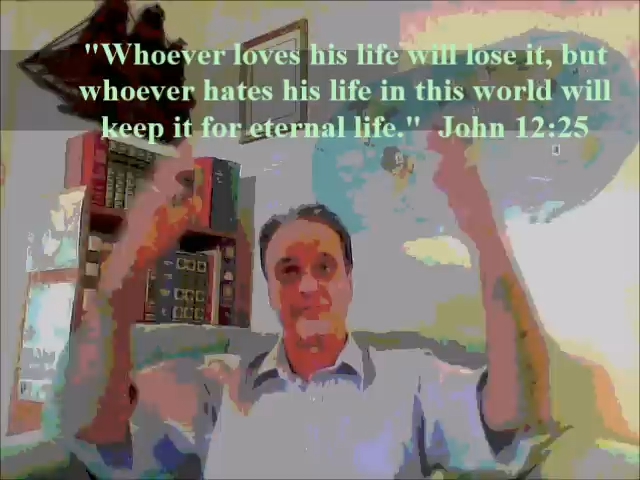 "Whoever loves his life will lose it, but
whoever hates his life in this world will
keep it for eternal life." John 12:25